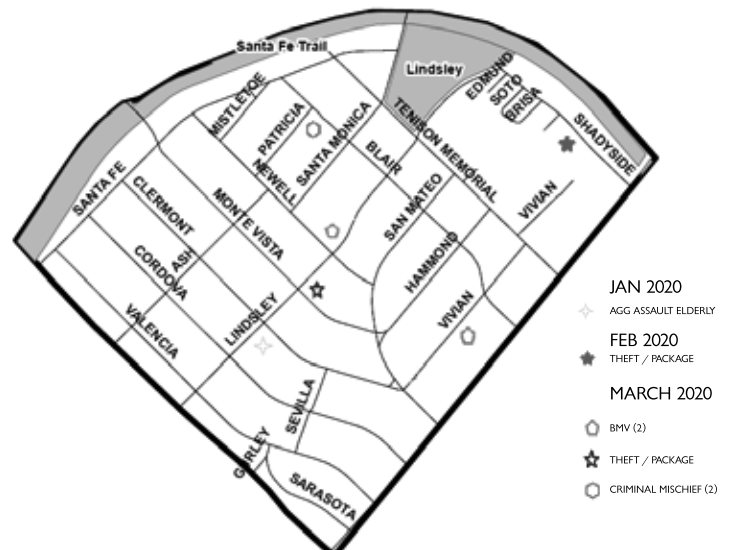 Santa Fe Trail
Lindsley
EDMUND
SOTO
BRISA
SHADYSIDE
MISTLETOE
PATRICIA
SANTA MONICA
TENISON MEMORIAL
BLAIR
NEWELL
SANTA FE
CLERMONT
MONTE VISTA
SAN MATEO
VIVIAN
ASH
CORDOVA
HAMMOND
VALENCIA
LINDSLEY
VIVIAN
SEVILLA
GURLEY
SARASOTA
JAN 2020
AGG ASSAULT ELDERLY
FEB 2020
THEFT / PACKAGE
MARCH 2020
BMV (2)
THEFT / PACKAGE
CRIMINAL MISCHIEF (2)